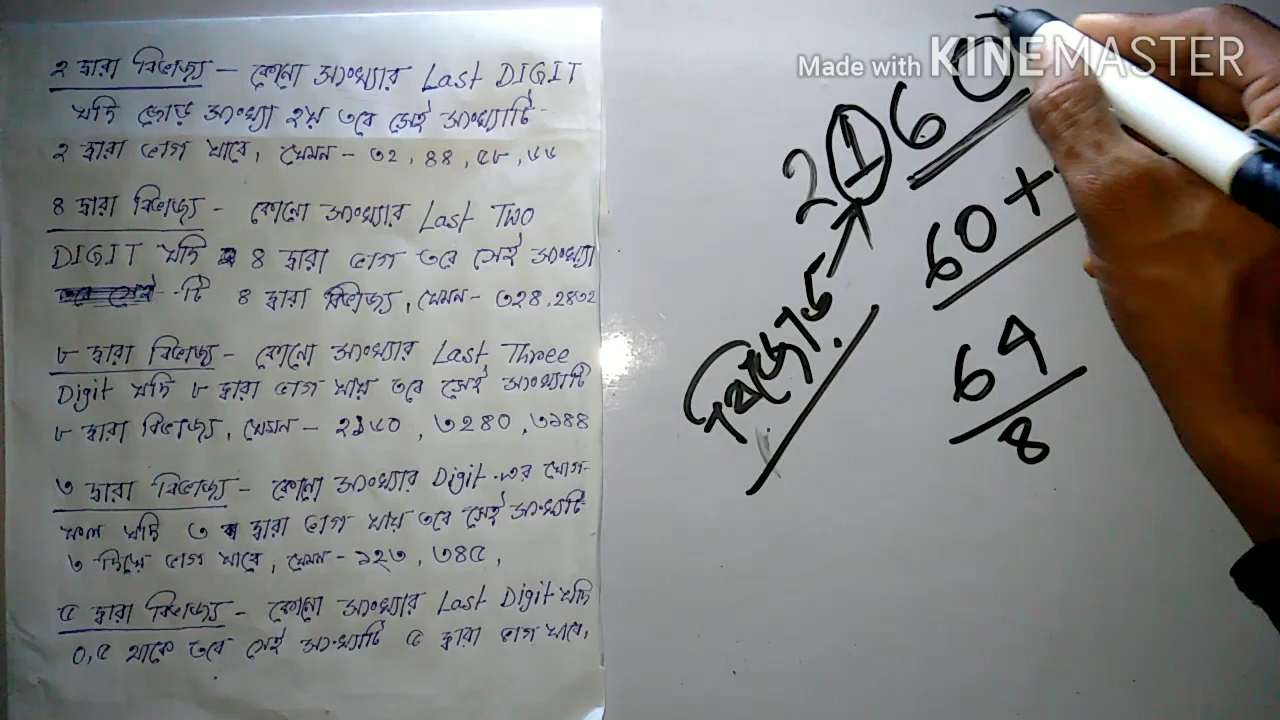 ২ দ্বারা বিভাজ্য - কোনো সংখ্যার Last DIGIT
যদি জোড় সংখ্যা হয় তবে সেই সংখ্যাটি
২ দ্বারা ভাগ যাবে, যেমন - ৩২, ৪৪, ৫৮, ৬৬
৪ দ্বারা বিভাজ্য - কোনো সংখ্যার Last TWO
DIGIT যদি ৪ দ্বারা ভাগ তবে সেই সংখ্যা
টি ৪ দ্বারা বিভাজ্য, যেমন - ৩২৪, ২৪৩২
৮ দ্বারা বিভাজ্য - কোনো সংখ্যার Last Three
Digit যদি ৮ দ্বারা ভাগ যায় তবে সেই সংখ্যাটি
৮ দ্বারা বিভাজ্য, যেমন - ২১৬০, ৩২৪০, ৩১৪৪
৩ দ্বারা বিভাজ্য - কোনো সংখ্যার Digit এর যোগ-
ফল যদি ৩ দ্বারা ভাগ যায় তবে সেই সংখ্যাটি
৩ দিয়ে ভাগ যাবে, যেমন - ১২৩, ৩৪৫,
৫ দ্বারা বিভাজ্য - কোনো সংখ্যার Last Digit যদি
০,৫ থাকে তবে সেই সংখ্যাটি ৫ দ্বারা ভাগ যাবে,
Made with KINEMASTER
2160
60+
বিজোড়
64
8